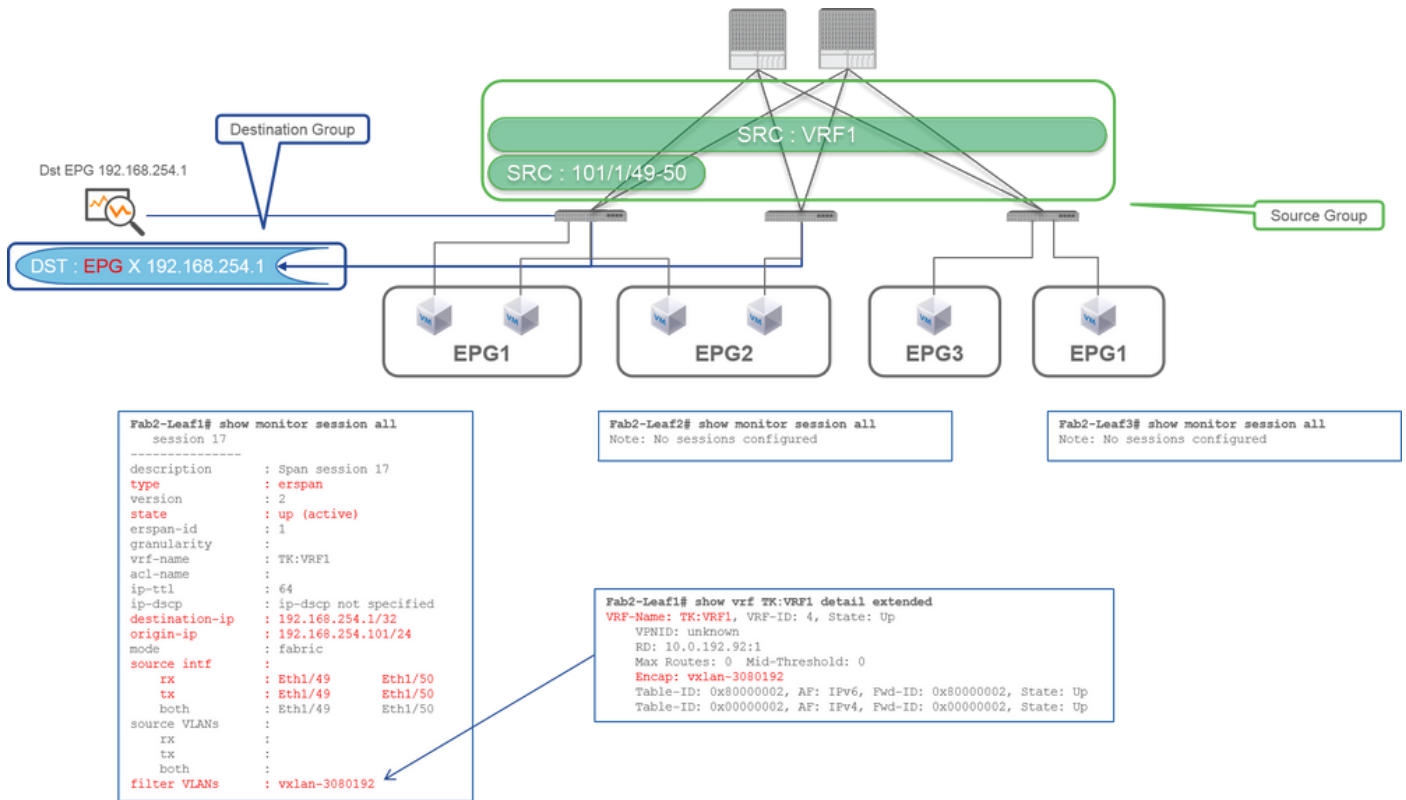 Destination Group
Dst EPG 192.168.254.1
SRC : VRF1
SRC : 101/1/49-50
Source Group
DST : EPG X 192.168.254.1
VM
VM
VM
VM
VM
VM
EPG1
EPG2
EPG3
EPG1
Fab2-Leaf1# show monitor session all
session 17
---------------
description : Span session 17
type : erspan
version : 2
state : up (active)
erspan-id : 1
granularity :
vrf-name : TK:VRF1
acl-name :
ip-ttl : 64
ip-dscp : ip-dscp not specified
destination-ip : 192.168.254.1/32
origin-ip : 192.168.254.101/24
mode : fabric
source intf :
rx : Eth1/49 Eth1/50
tx : Eth1/49 Eth1/50
both : Eth1/49 Eth1/50
source VLANs :
rx :
tx :
both :
filter VLANs : vxlan-3080192
Fab2-Leaf2# show monitor session all
Note: No sessions configured
Fab2-Leaf3# show monitor session all
Note: No sessions configured
Fab2-Leaf1# show vrf TK:VRF1 detail extended
VRF-Name: TK:VRF1, VRF-ID: 4, State: Up
VPNID: unknown
RD: 10.0.192.92:1
Max Routes: 0 Mid-Threshold: 0
Encap: vxlan-3080192
Table-ID: 0x80000002, AF: IPv6, Fwd-ID: 0x80000002, State: Up
Table-ID: 0x00000002, AF: IPv4, Fwd-ID: 0x00000002, State: Up